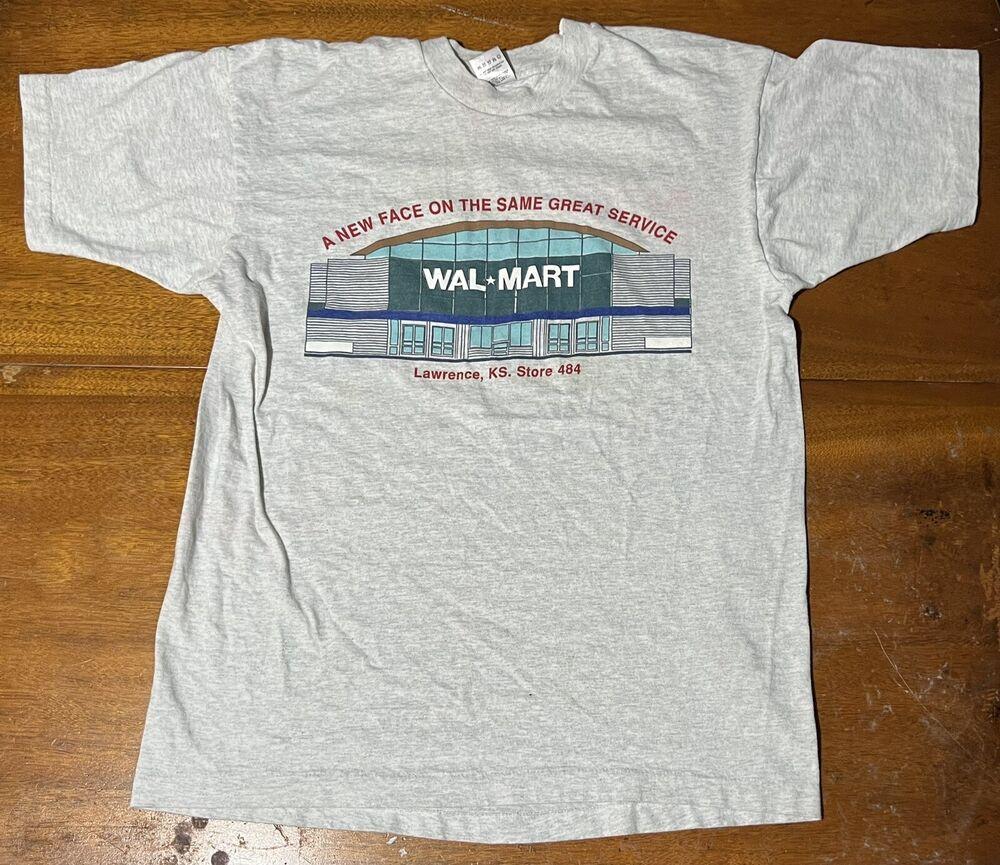 A NEW FACE ON THE SAME GREAT SERVICE
WAL★MART
Lawrence, KS. Store 484